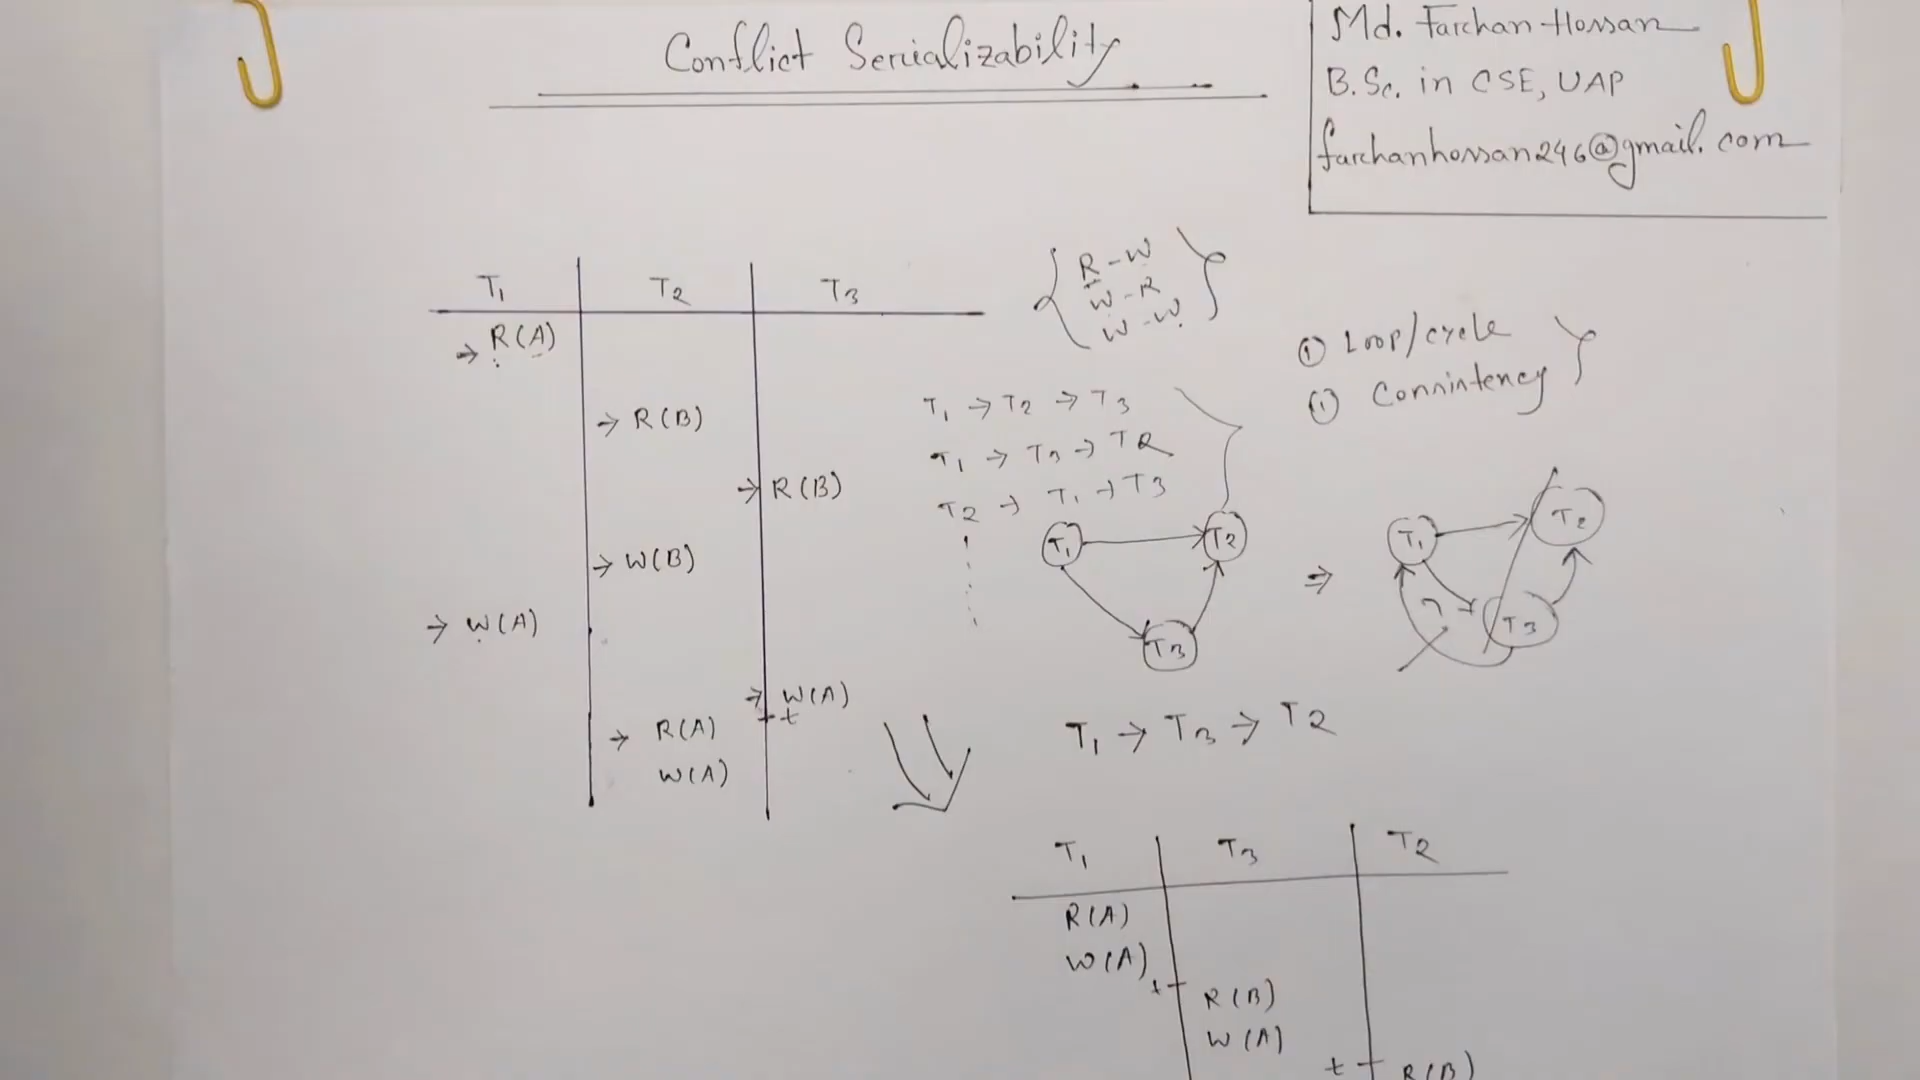 Conflict Serializability
Md. Farhan Hossan
B.Sc. in CSE, UAP
farhanhossan246@gmail.com
T1 T2 T3
→ R(A)
→ R(B)
→ R(B)
→ W(B)
→ W(A)
→ W(A)
→ R(A)
W(A)
R-W
W-R
W-W
① Loop/cycle
① Consistency
T1 → T2 → T3
T1 → T3 → T2
T2 → T1 → T3
T1 T2
T3
⇒
T1 T2
T3
T1 → T3 → T2
T1 T3 T2
R(A)
W(A)
R(B)
W(A)
R(B)